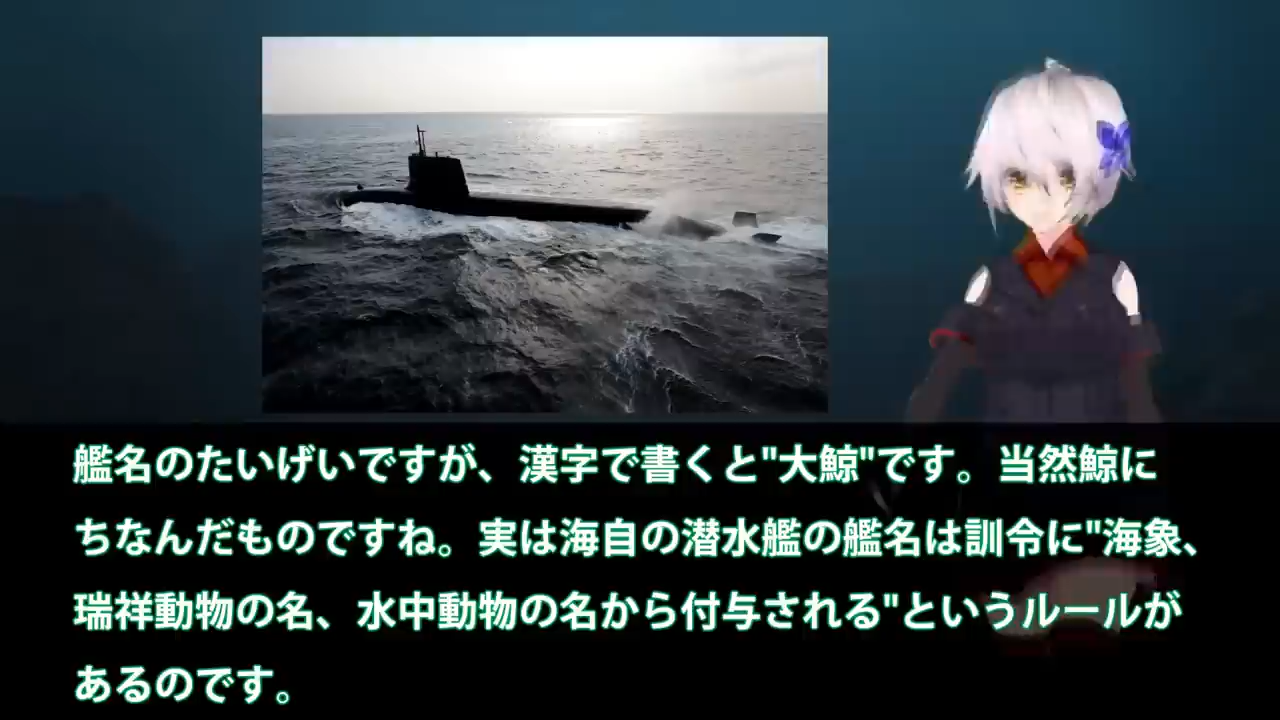 艦名のたいげいですが、漢字で書くと"大鯨"です。当然鯨に
ちなんだものですね。実は海自の潜水艦の艦名は訓令に"海象、
瑞祥動物の名、水中動物の名から付与される"というルールが
あるのです。